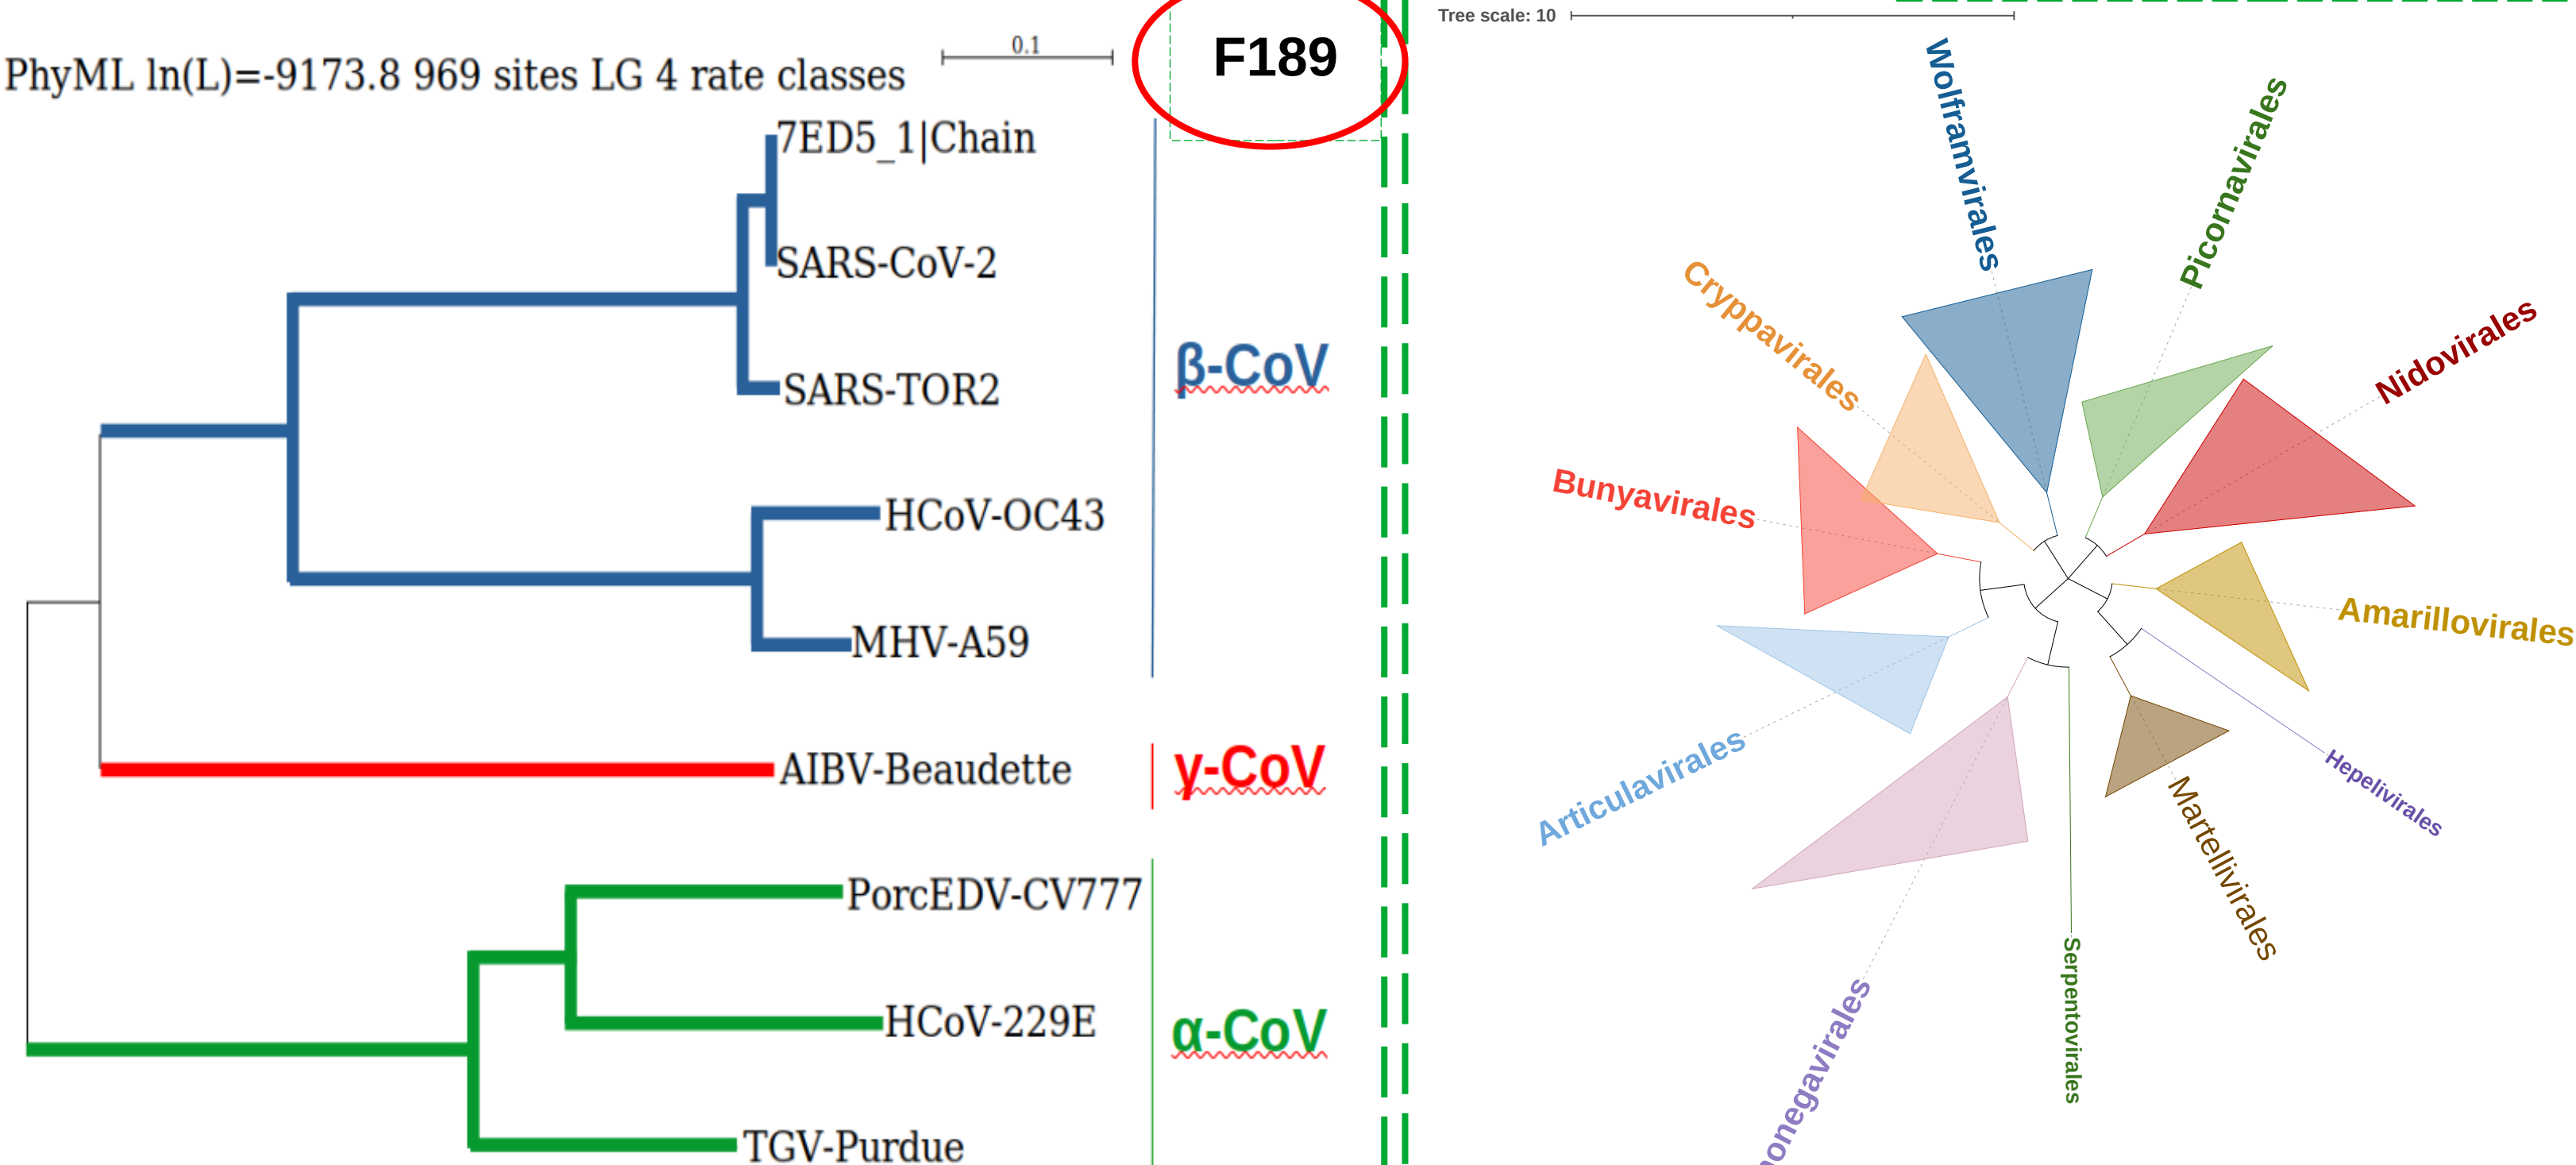 PhyML ln(L)=-9173.8 969 sites LG 4 rate classes
0.1
F189
7ED5_1|Chain
SARS-CoV-2
SARS-TOR2
HCoV-OC43
MHV-A59
AIBV-Beaudette
PorcEDV-CV777
HCoV-229E
TGV-Purdue
β-CoV
γ-CoV
α-CoV
Tree scale: 10
Wolframvirales
Picornavirales
Nidovirales
Cryppavirales
Bunyavirales
Amarillovirales
Articulavirales
Hepelivirales
Martellivirales
Serpentovirales